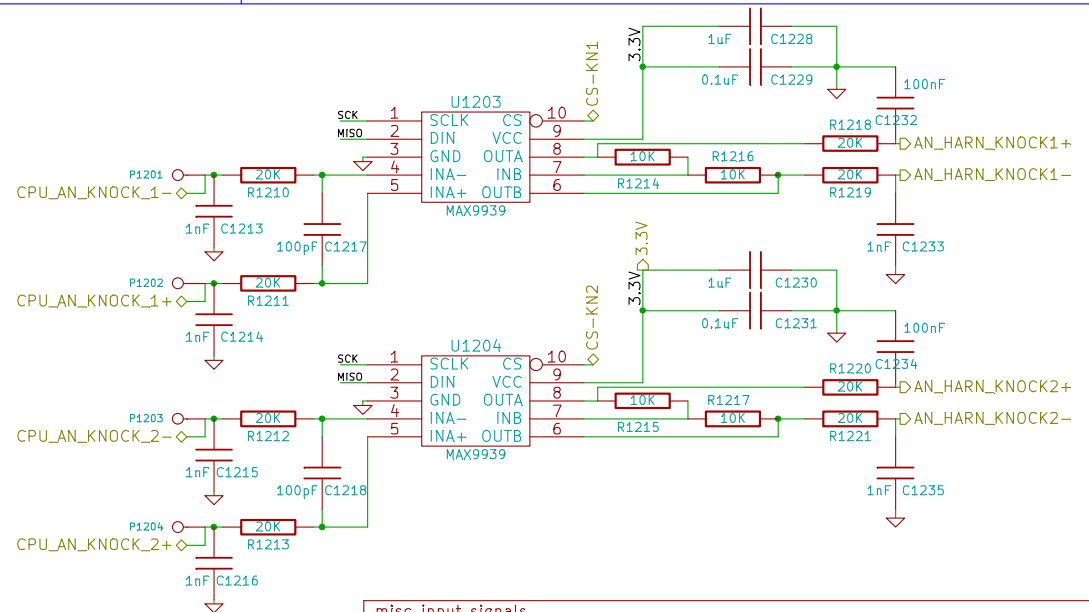 1uF C1228
3.3V
CS-KN1
0.1uF C1229
100nF
C1232
U1203
SCK 1 SCLK CS 10
MISO 2 DIN VCC 9
3 GND OUTA 8
4 INA- INB 7
5 INA+ OUTB 6
MAX9939
R1218
20K
AN_HARN_KNOCK1+
10K
R1214
R1216
10K
20K
R1219
AN_HARN_KNOCK1-
P1201
CPU_AN_KNOCK_1-
20K
R1210
1nF C1213
100pF C1217
1nF C1233
P1202
CPU_AN_KNOCK_1+
20K
R1211
1nF C1214
3.3V
3.3V
CS-KN2
1uF C1230
0.1uF C1231
100nF
C1234
U1204
SCK 1 SCLK CS 10
MISO 2 DIN VCC 9
3 GND OUTA 8
4 INA- INB 7
5 INA+ OUTB 6
MAX9939
R1220
20K
AN_HARN_KNOCK2+
10K
R1215
R1217
10K
20K
R1221
AN_HARN_KNOCK2-
P1203
CPU_AN_KNOCK_2-
20K
R1212
1nF C1215
100pF C1218
1nF C1235
P1204
CPU_AN_KNOCK_2+
20K
R1213
1nF C1216
misc input signals